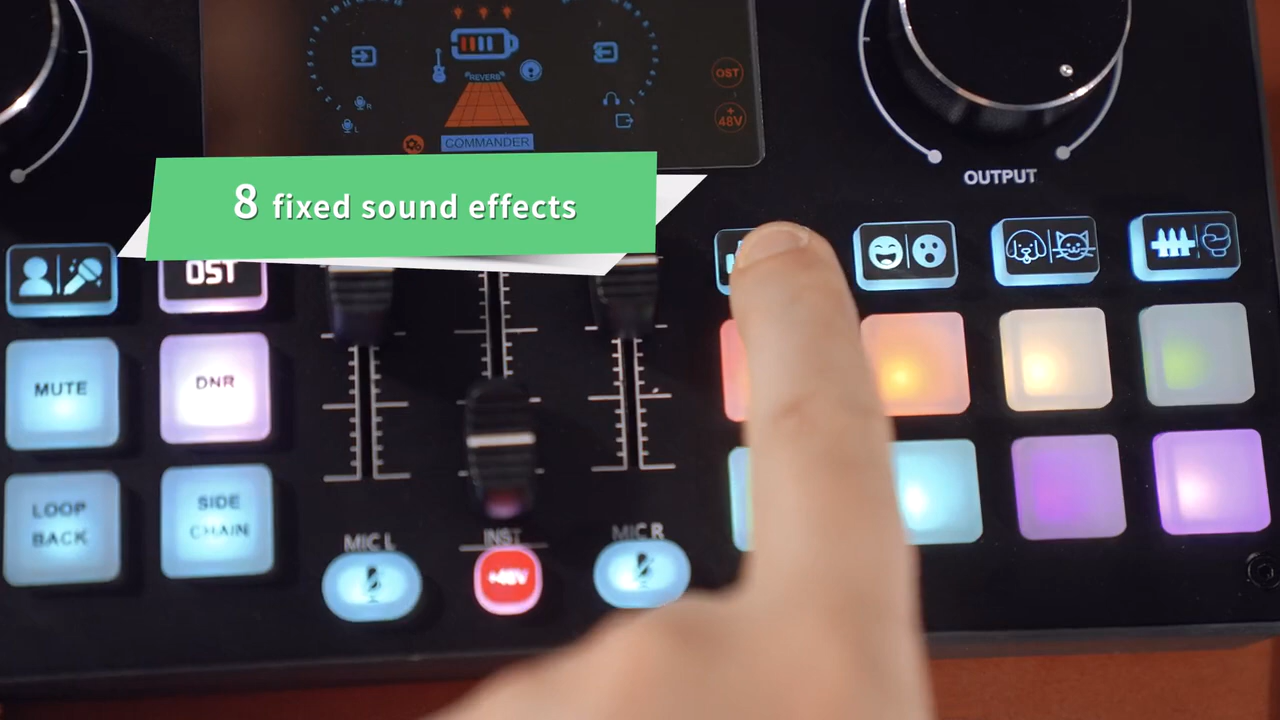 REVERB
OST
+
48V
COMMANDER
OUTPUT
8 fixed sound effects
OST
MUTE
DNR
LOOP
BACK
SIDE
CHAIN
MIC L
INST
MIC R
+48V
R
L